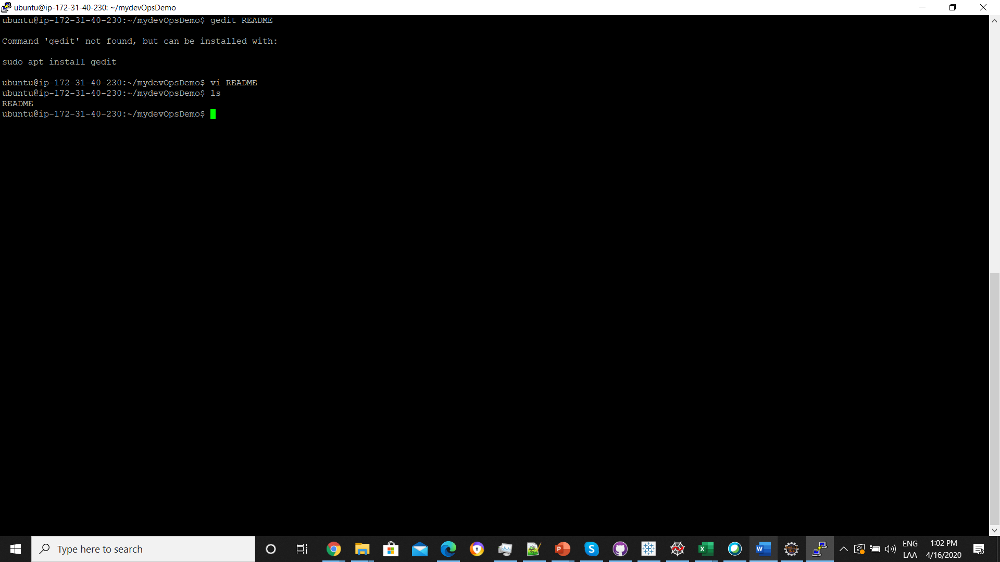 ubuntu@ip-172-31-40-230: ~/mydevOpsDemo
ubuntu@ip-172-31-40-230:~/mydevOpsDemo$ gedit README
Command 'gedit' not found, but can be installed with:
sudo apt install gedit
ubuntu@ip-172-31-40-230:~/mydevOpsDemo$ vi README
ubuntu@ip-172-31-40-230:~/mydevOpsDemo$ ls
README
ubuntu@ip-172-31-40-230:~/mydevOpsDemo$
Type here to search
ENG
LAA
1:02 PM
4/16/2020